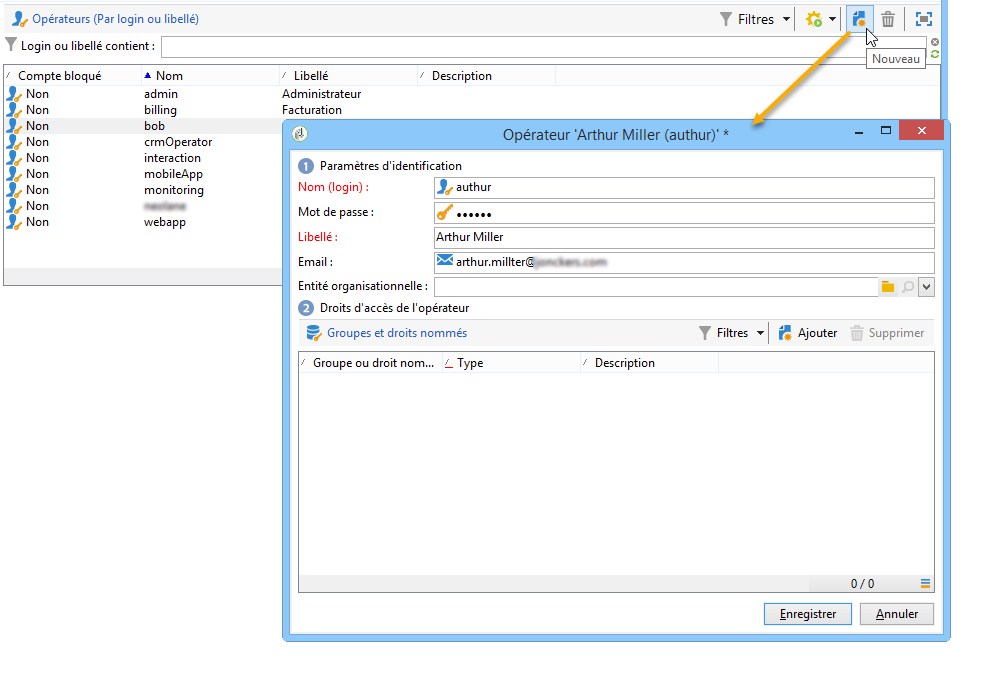 Opérateurs (Par login ou libellé) Filtres
Login ou libellé contient :
Nouveau
Compte bloqué Nom Libellé Description
Non admin Administrateur
Non billing Facturation
Non bob
Non crmOperator
Non interaction
Non mobileApp
Non monitoring
Non
Non webapp
Opérateur 'Arthur Miller (authur)' *
1 Paramètres d'identification
Nom (login) : authur
Mot de passe : ••••••
Libellé : Arthur Miller
Email : arthur.millter@
Entité organisationnelle :
2 Droits d'accès de l'opérateur
Groupes et droits nommés Filtres Ajouter Supprimer
Groupe ou droit nom... Type Description
0 / 0
Enregistrer Annuler